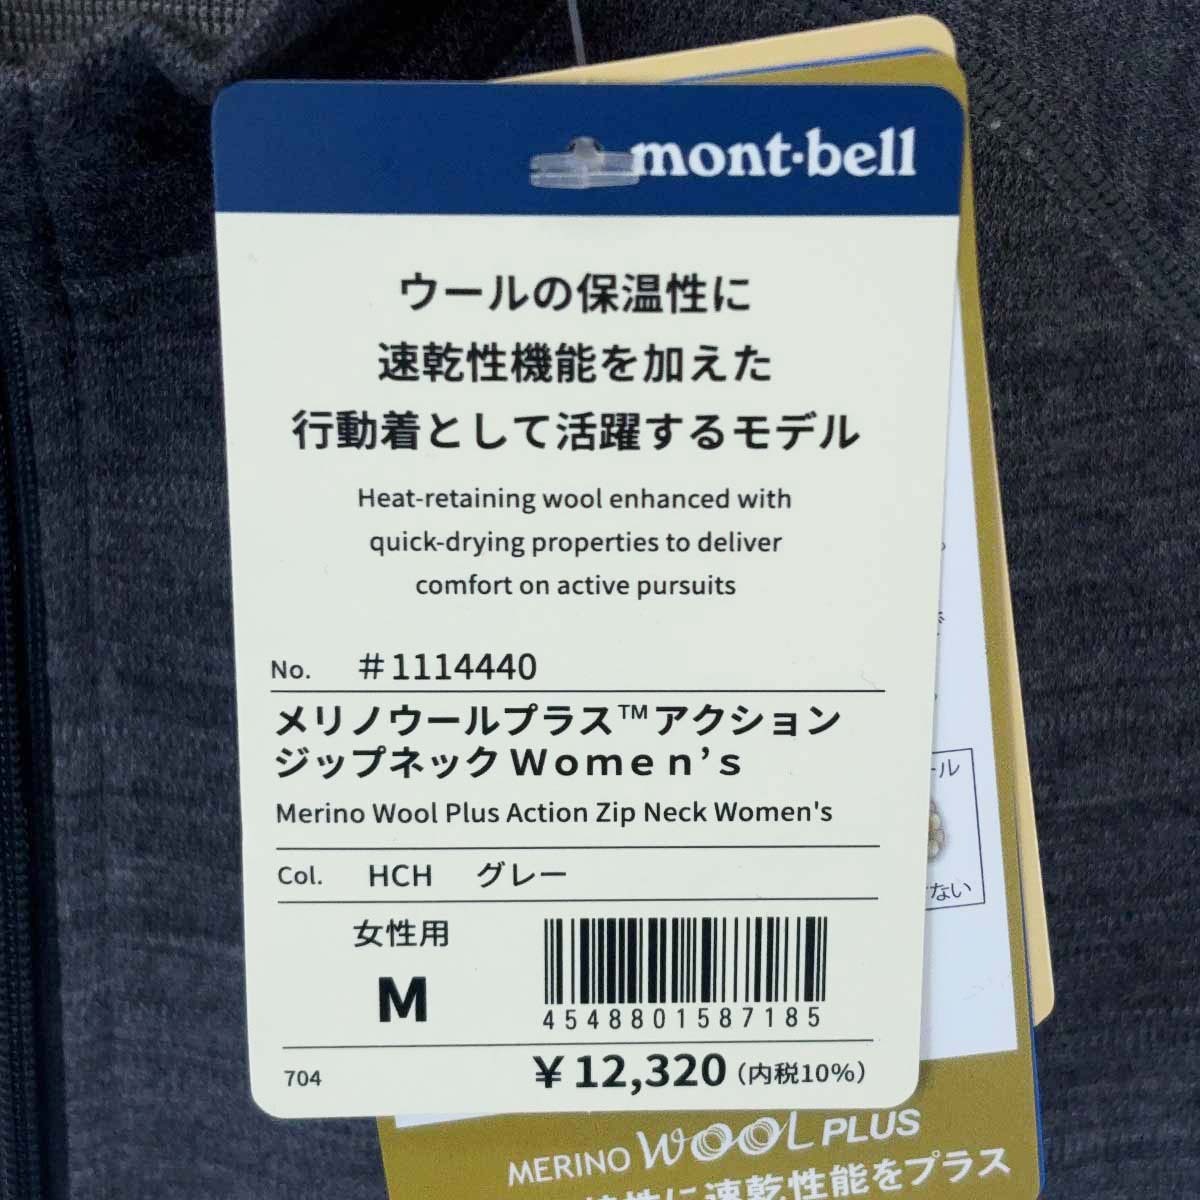 mont·bell
ウールの保温性に
速乾性機能を加えた
行動着として活躍するモデル
Heat-retaining wool enhanced with
quick-drying properties to deliver
comfort on active pursuits
No. #1114440
メリノウールプラス™アクション
ジップネックWomen's
Merino Wool Plus Action Zip Neck Women's
Col. HCH グレー
女性用
M
4548801587185
704 ¥12,320(内税10%)
ール
ない
MERINO WOOL PLUS
に速乾性能をプラス